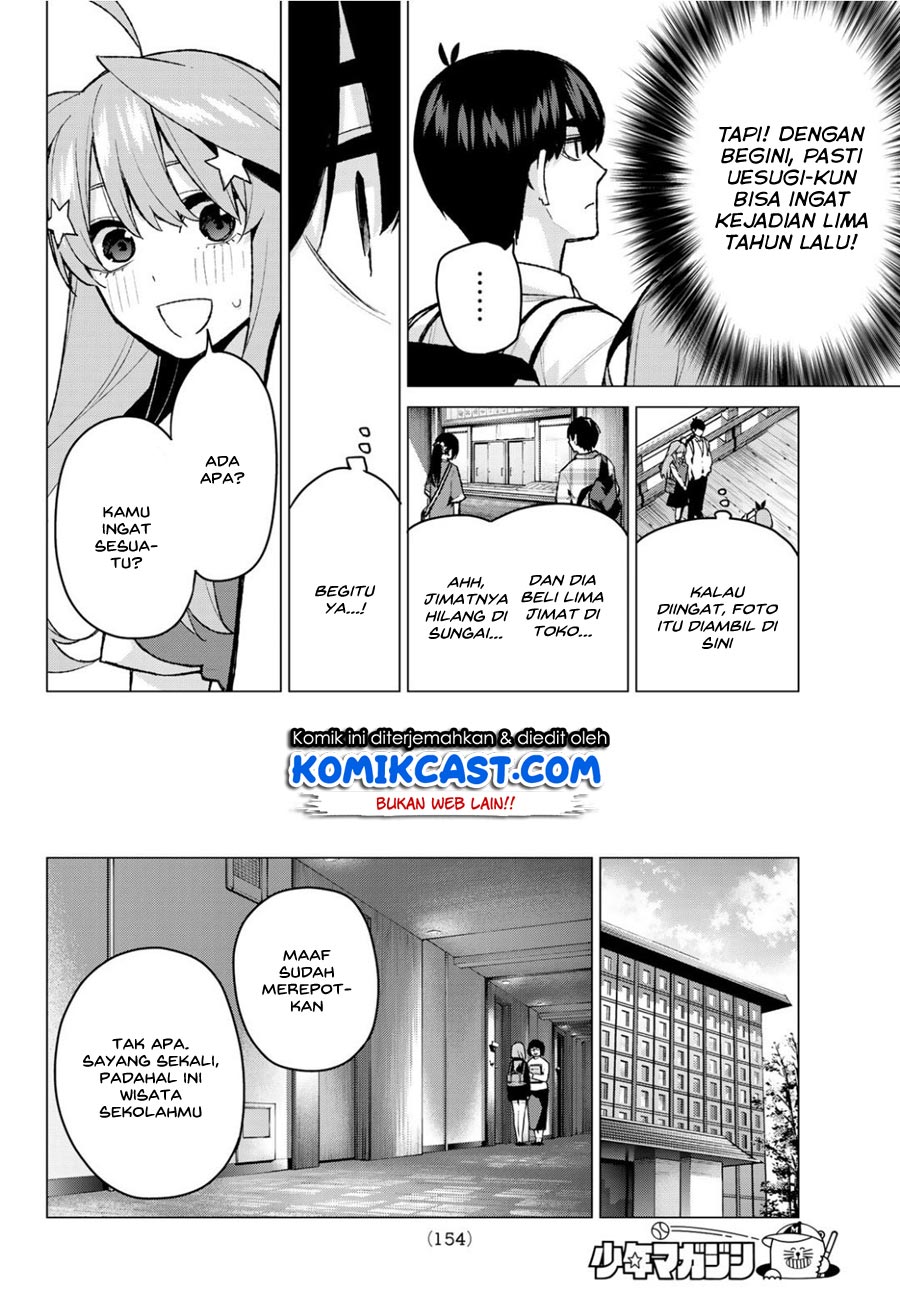 TAPI! DENGAN
BEGINI, PASTI
UESUGI-KUN
BISA INGAT
KEJADIAN LIMA
TAHUN LALU!
......
KALAU
DIINGAT, FOTO
ITU DIAMBIL DI
SINI
DAN DIA
BELI LIMA
JIMAT DI
TOKO...
AHH,
JIMATNYA
HILANG DI
SUNGAI...
BEGITU
YA...!
ADA
APA?
KAMU
INGAT
SESUA-
TU?
Komik ini diterjemahkan & diedit oleh
KOMIKCAST.COM
BUKAN WEB LAIN!!
MAAF
SUDAH
MEREPOT-
KAN
TAK APA.
SAYANG SEKALI,
PADAHAL INI
WISATA
SEKOLAHMU
(154)
少年マガジン
M